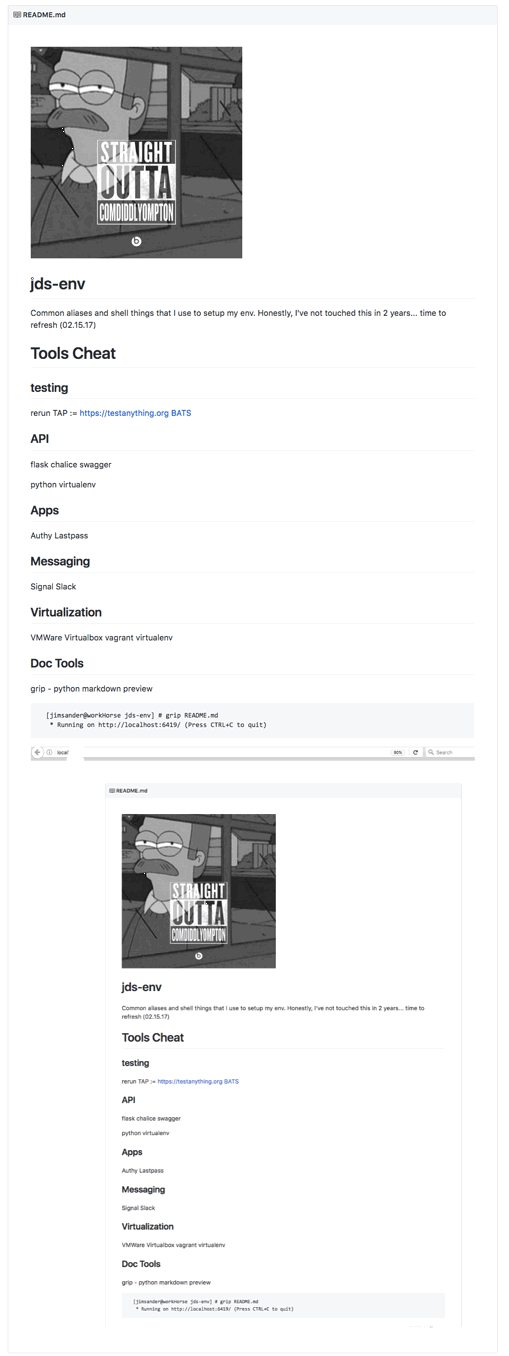 README.md
STRAIGHT
OUTTA
COMDIDDLYOMPTON
b
jds-env
Common aliases and shell things that I use to setup my env. Honestly, I've not touched this in 2 years... time to
refresh (02.15.17)
Tools Cheat
testing
rerun TAP := https://testanything.org BATS
API
flask chalice swagger
python virtualenv
Apps
Authy Lastpass
Messaging
Signal Slack
Virtualization
VMWare Virtualbox vagrant virtualenv
Doc Tools
grip - python markdown preview
[jimsander@workHorse jds-env] # grip README.md
* Running on http://localhost:6419/ (Press CTRL+C to quit)
local 90% Search
README.md
STRAIGHT
OUTTA
COMDIDDLYOMPTON
b
jds-env
Common aliases and shell things that I use to setup my env. Honestly, I've not touched this in 2 years... time to
refresh (02.15.17)
Tools Cheat
testing
rerun TAP := https://testanything.org BATS
API
flask chalice swagger
python virtualenv
Apps
Authy Lastpass
Messaging
Signal Slack
Virtualization
VMWare Virtualbox vagrant virtualenv
Doc Tools
grip - python markdown preview
[jimsander@workHorse jds-env] # grip README.md
* Running on http://localhost:6419/ (Press CTRL+C to quit)